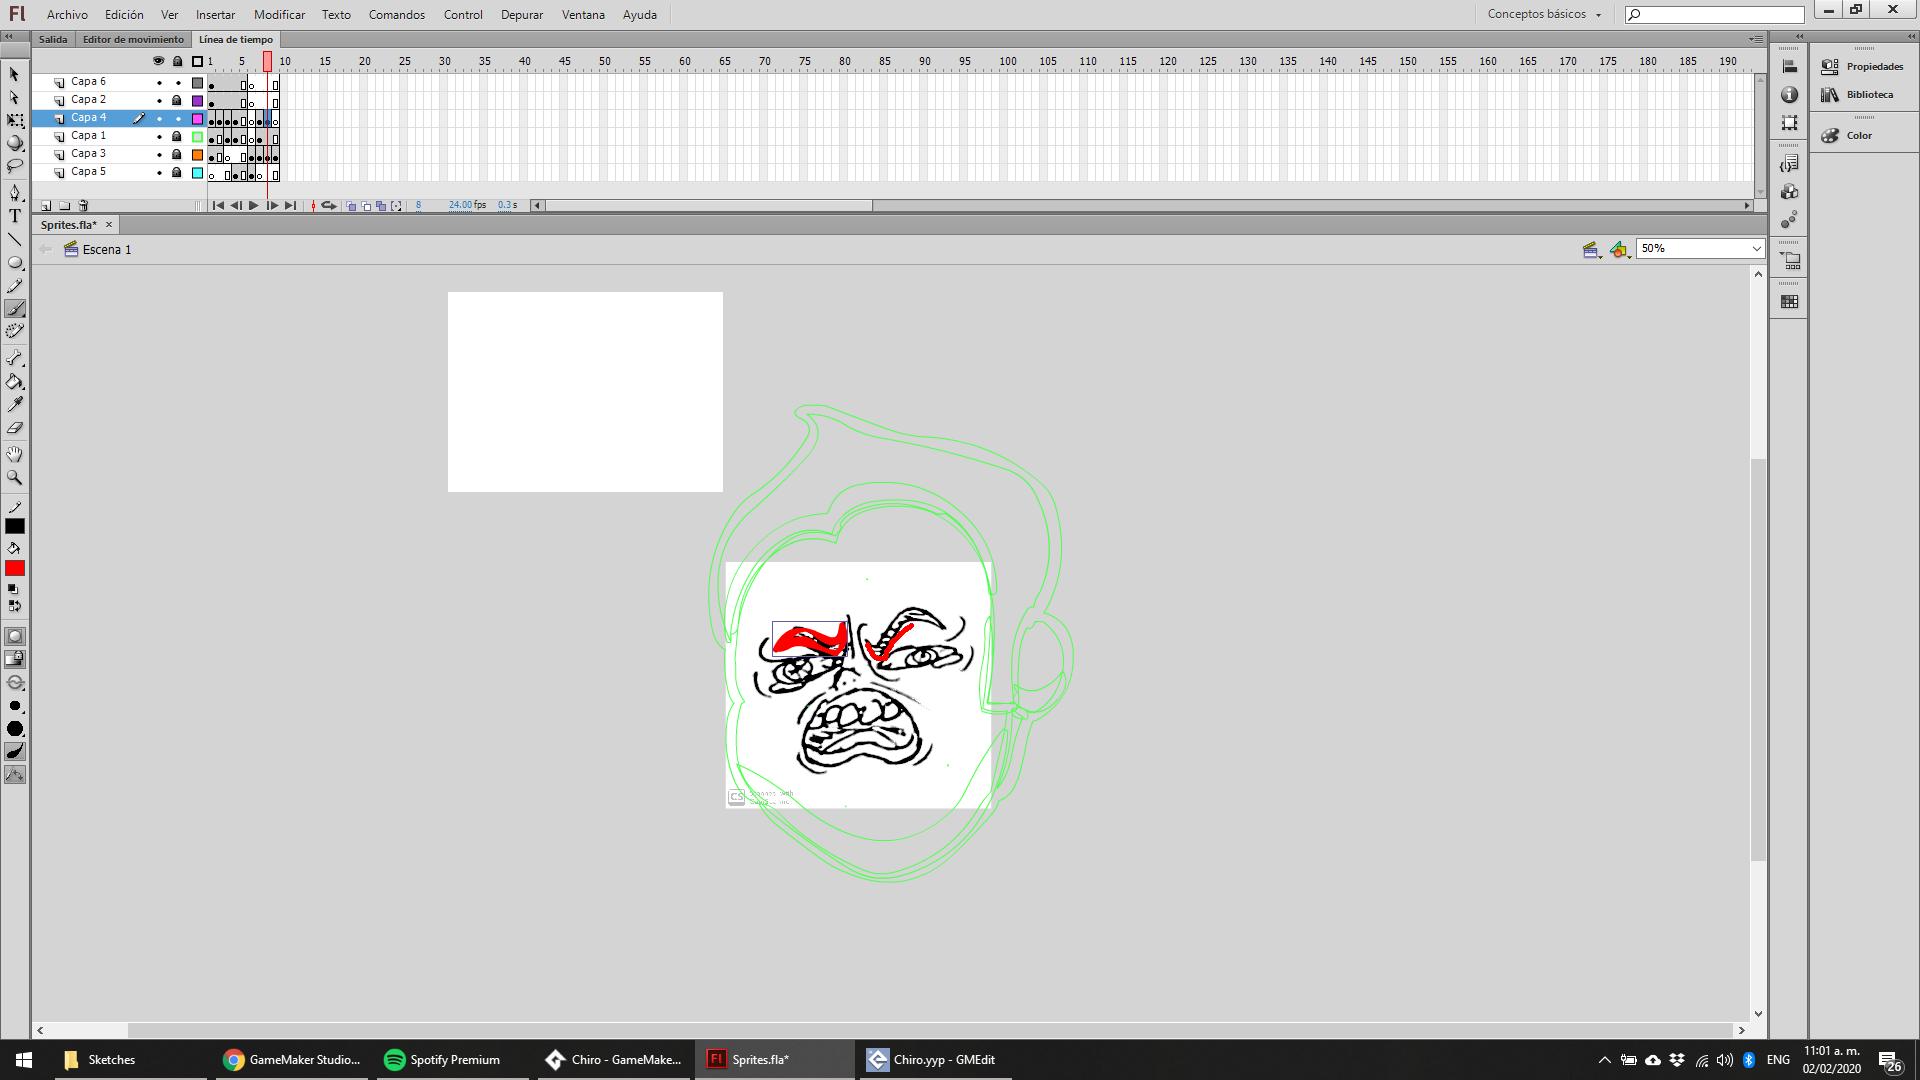 Fl Archivo Edición Ver Insertar Modificar Texto Comandos Control Depurar Ventana Ayuda Conceptos básicos
Salida Editor de movimiento Línea de tiempo
1 5 10 15 20 25 30 35 40 45 50 55 60 65 70 75 80 85 90 95 100 105 110 115 120 125 130 135 140 145 150 155 160 165 170 175 180 185 190
Capa 6
Capa 2
Capa 4
Capa 1
Capa 3
Capa 5
8 24.00 fps 0.3 s
Sprites.fla*
Escena 1
50%
Propiedades
Biblioteca
Color
T
CS
Sketches
GameMaker Studio...
Spotify Premium
Chiro - GameMake...
Fl Sprites.fla*
Chiro.yyp - GMEdit
ENG
11:01 a. m.
02/02/2020
26